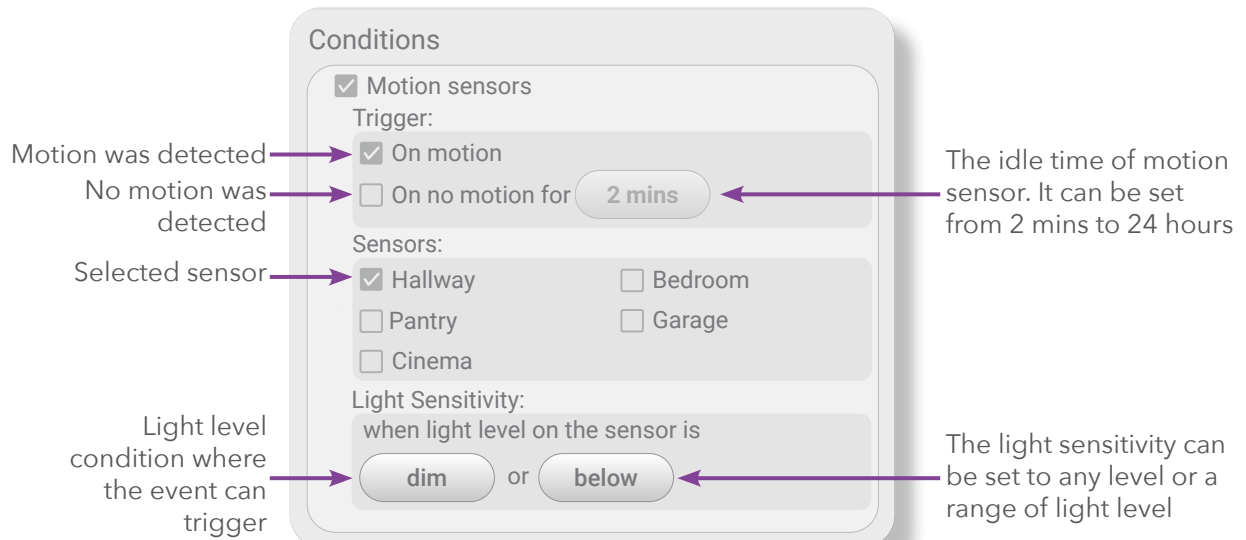 Conditions
Motion sensors
Trigger:
Motion was detected
On motion
No motion was
detected
On no motion for 2 mins
The idle time of motion
sensor. It can be set
from 2 mins to 24 hours
Sensors:
Selected sensor
Hallway
Bedroom
Pantry
Garage
Cinema
Light Sensitivity:
when light level on the sensor is
Light level
condition where
the event can
trigger
dim or below
The light sensitivity can
be set to any level or a
range of light level